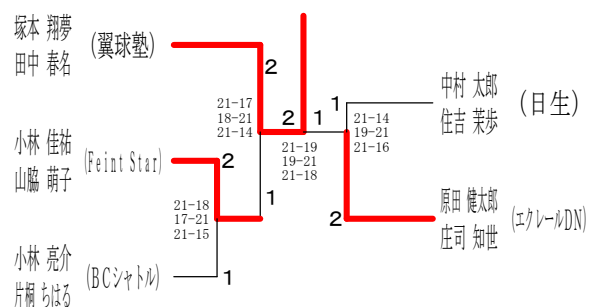 塚本 翔夢
田中 春名
(翼球塾)
2
21-17
18-21
21-14
2
小林 佳祐
山脇 萌子
(Feint Star)
2
21-18
17-21
21-15
1
小林 亮介
片桐 ちはる
(BCシャトル)
1
1
21-19
19-21
21-18
中村 太郎
住吉 茉歩
(日生)
1
21-14
19-21
21-16
原田 健太郎
庄司 知世
(エクレールDN)
2